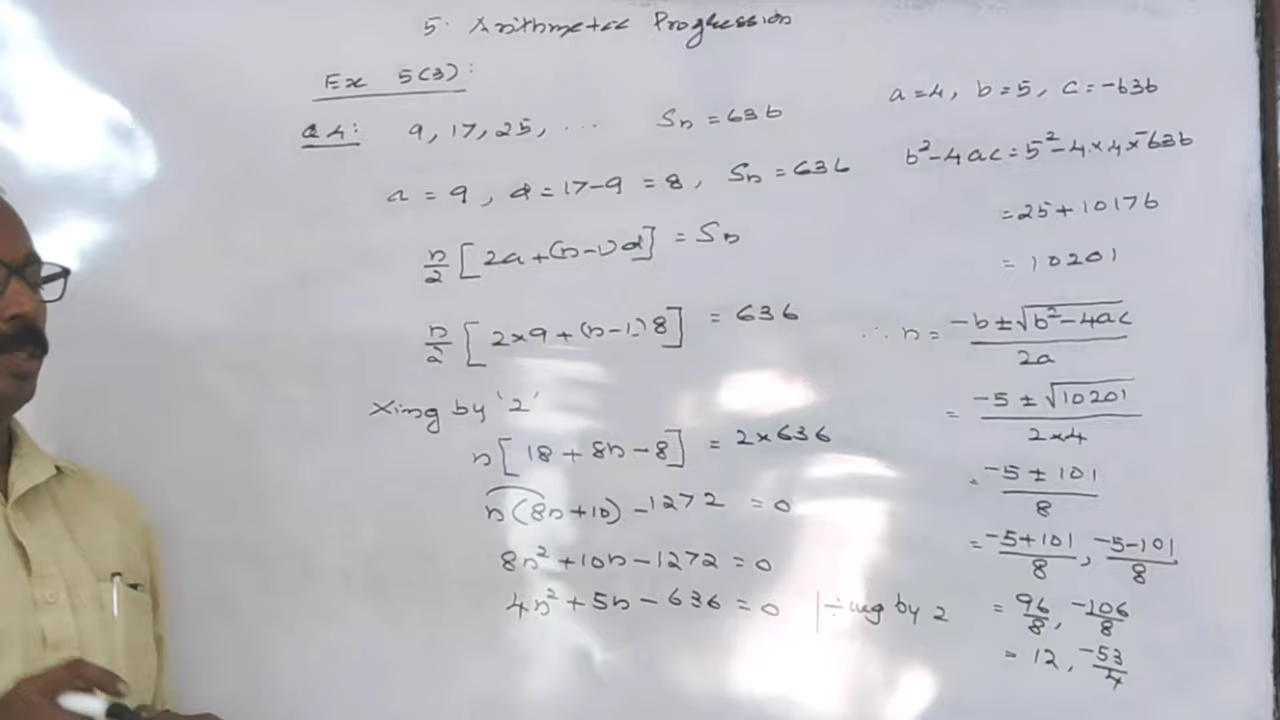 5. Arithmetic Progression
Ex 5(3):
Q4: 9, 17, 25, ... Sn = 636
a = 9, d = 17-9 = 8, Sn = 636
n/2 [2a+(n-1)d] = Sn
n/2 [2×9+(n-1)8] = 636
Xing by '2'
n[18+8n-8] = 2×636
n(8n+10)-1272 = 0
8n²+10n-1272=0
4n²+5n-636=0 | ÷ing by 2
a=4, b=5, c=-636
b²-4ac=5²-4×4×-636
=25+10176
=10201
∴ n = (-b±√(b²-4ac))/2a
= (-5±√10201)/(2×4)
= (-5±101)/8
= (-5+101)/8, (-5-101)/8
= 96/8, -106/8
= 12, -53/4